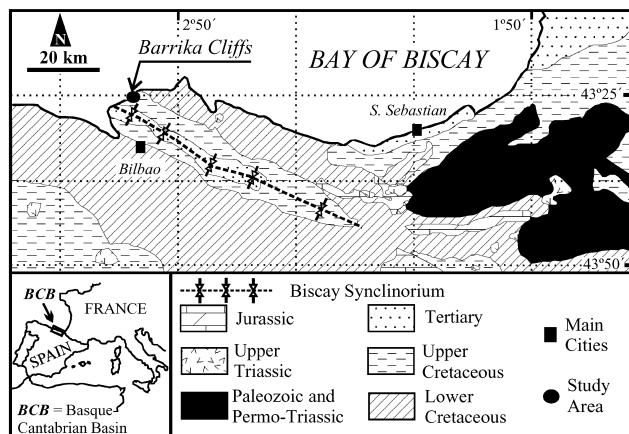 N
20 km
2°50´
1°50´
Barrika Cliffs
BAY OF BISCAY
43°25´
S. Sebastian
Bilbao
43°50´
BCB
FRANCE
SPAIN
BCB = Basque-
Cantabrian Basin
Biscay Synclinorium
Jurassic
Upper
Triassic
Paleozoic and
Permo-Triassic
Tertiary
Upper
Cretaceous
Lower
Cretaceous
Main
Cities
Study
Area